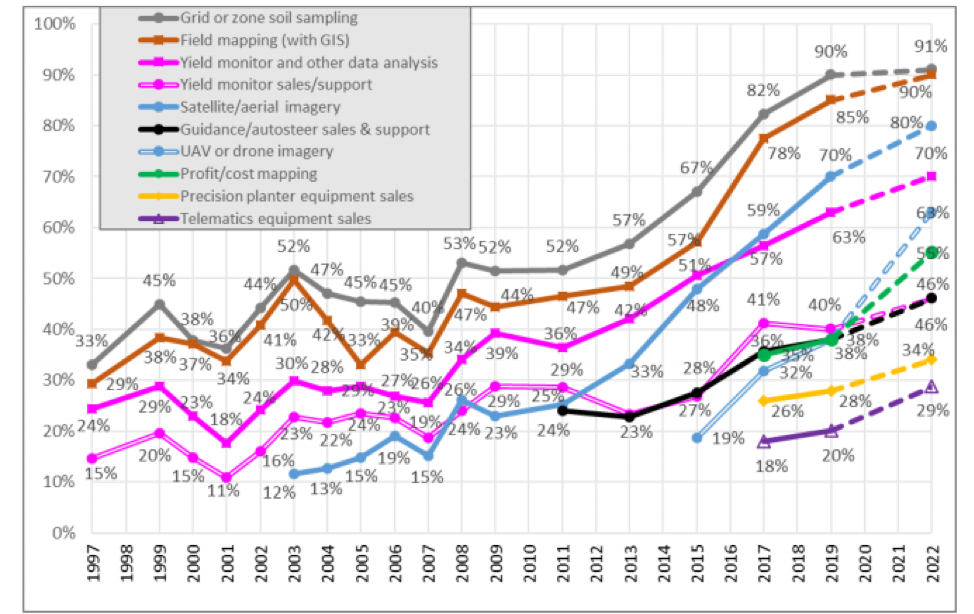 100%
90%
80%
70%
60%
50%
40%
30%
20%
10%
0%
Grid or zone soil sampling
Field mapping (with GIS)
Yield monitor and other data analysis
Yield monitor sales/support
Satellite/aerial imagery
Guidance/autosteer sales & support
UAV or drone imagery
Profit/cost mapping
Precision planter equipment sales
Telematics equipment sales
33% 45% 38% 36% 44% 52% 47% 45% 45% 40% 53% 52% 52% 57% 67% 82% 90% 91%
29% 38% 37% 34% 41% 50% 42% 33% 39% 35% 47% 44% 47% 49% 57% 78% 85% 90%
24% 29% 23% 18% 24% 30% 28% 29% 27% 26% 34% 39% 36% 42% 51% 57% 63% 70%
15% 20% 15% 11% 16% 23% 22% 24% 23% 19% 24% 29% 29% 23% 27% 41% 40% 46%
12% 13% 15% 19% 15% 26% 23% 25% 33% 48% 59% 70% 80%
24% 28% 36% 38% 46%
19% 32% 38% 63%
35%
26% 28% 34%
18% 20% 29%
1997 1998 1999 2000 2001 2002 2003 2004 2005 2006 2007 2008 2009 2010 2011 2012 2013 2014 2015 2016 2017 2018 2019 2020 2021 2022